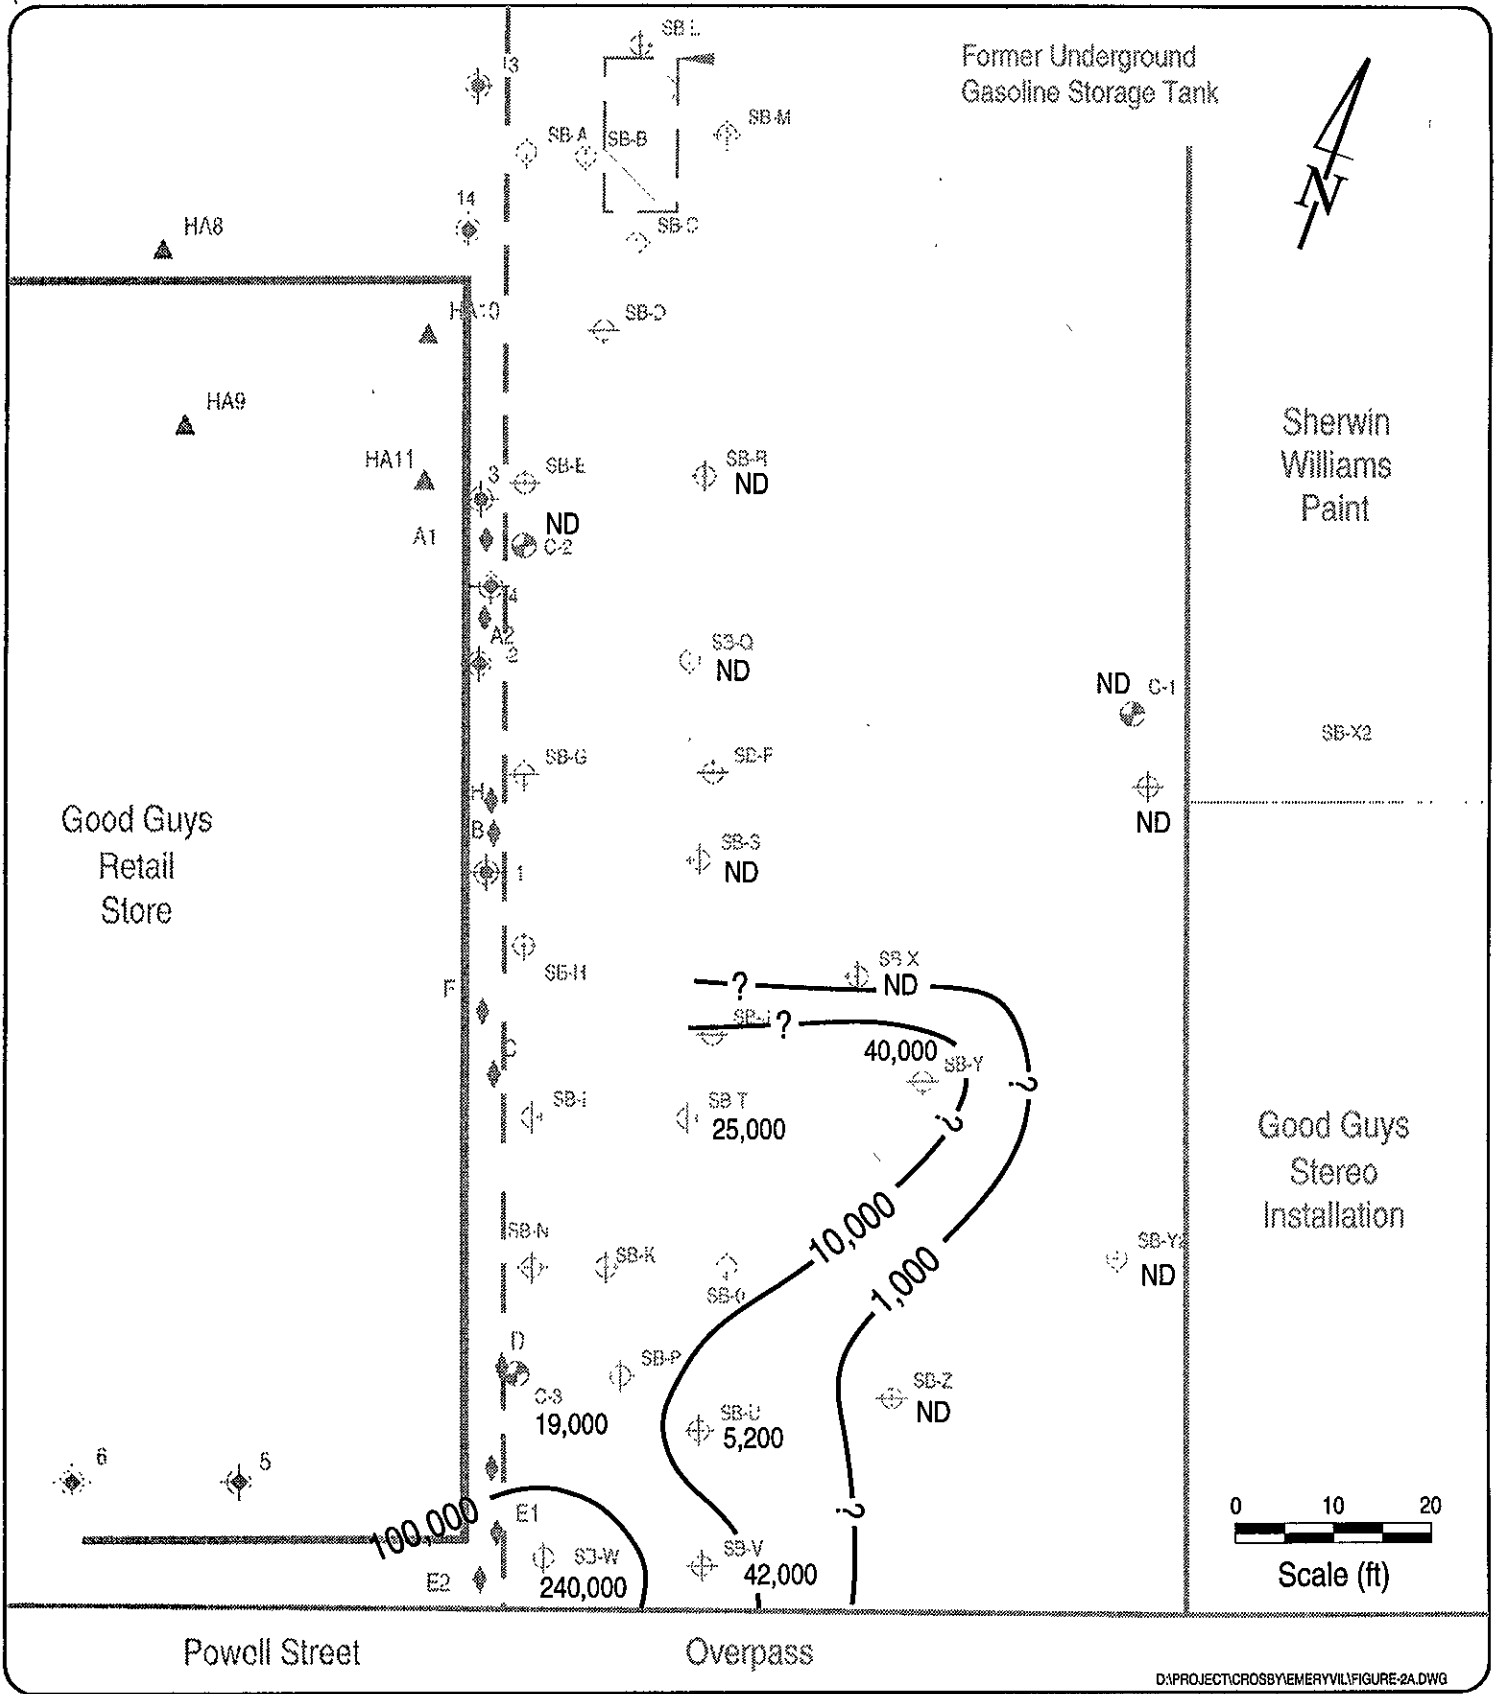 SB-L
Former Underground
Gasoline Storage Tank
SB-M
SB-A
SB-B
14
SB-C
HA8
N
HA10
SB-D
HA9
Sherwin
Williams
Paint
HA11
3
SB-E
SB-R
ND
ND
A1
C-2
4
A2
2
SB-Q
ND
ND
C-1
SB-X2
SB-G
H
ND
B
Good Guys
Retail
Store
SB-S
ND
1
SB-H
SB-X
ND
F
?
?
40,000
SB-Y
?
C
SB-I
SB-T
25,000
?
Good Guys
Stereo
Installation
10,000
1,000
SB-N
SB-K
SB-Y2
ND
D
SB-P
C-3
19,000
SB-U
5,200
SB-Z
ND
6
5
?
0 10 20
Scale (ft)
100,000
E1
E2
SB-W
240,000
SB-V
42,000
Powell Street
Overpass
D:\PROJECT\CROSBY\EMERYVIL\FIGURE-2A.DWG